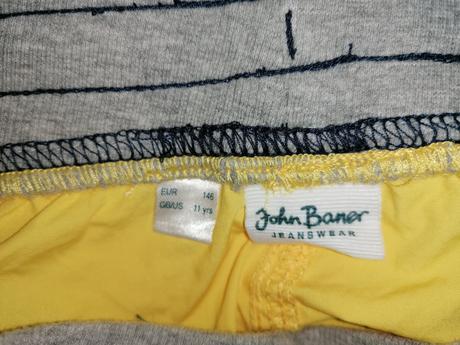 EUR 146
GB/US 11 yrs
John Baner
JEANSWEAR